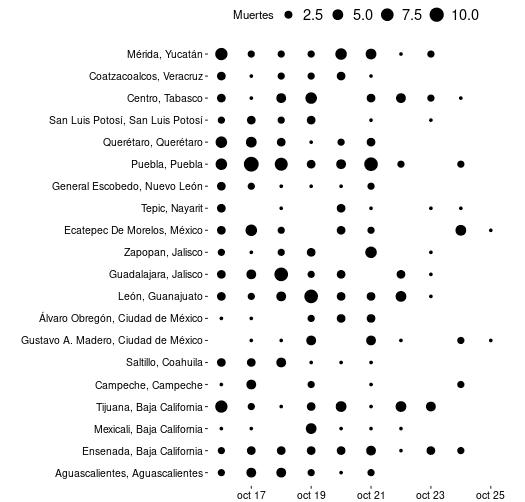 Muertes 2.5 5.0 7.5 10.0
Mérida, Yucatán
Coatzacoalcos, Veracruz
Centro, Tabasco
San Luis Potosí, San Luis Potosí
Querétaro, Querétaro
Puebla, Puebla
General Escobedo, Nuevo León
Tepic, Nayarit
Ecatepec De Morelos, México
Zapopan, Jalisco
Guadalajara, Jalisco
León, Guanajuato
Álvaro Obregón, Ciudad de México
Gustavo A. Madero, Ciudad de México
Saltillo, Coahuila
Campeche, Campeche
Tijuana, Baja California
Mexicali, Baja California
Ensenada, Baja California
Aguascalientes, Aguascalientes
oct 17 oct 19 oct 21 oct 23 oct 25